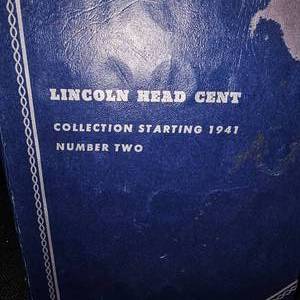 LINCOLN HEAD CENT
COLLECTION STARTING 1941
NUMBER TWO